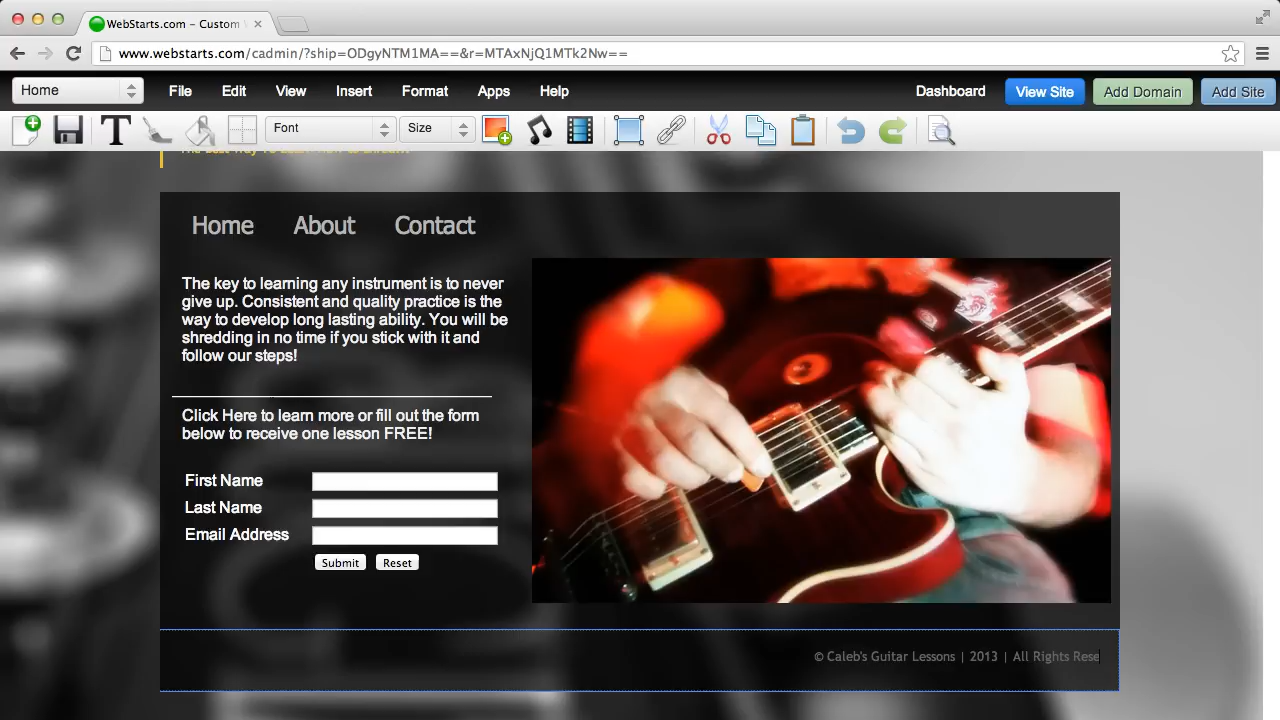 WebStarts.com – Custom
www.webstarts.com/cadmin/?ship=ODgyNTM1MA==&r=MTAxNjQ1MTk2Nw==
Home File Edit View Insert Format Apps Help Dashboard View Site Add Domain Add Site
T Font Size
Home About Contact
The key to learning any instrument is to never
give up. Consistent and quality practice is the
way to develop long lasting ability. You will be
shredding in no time if you stick with it and
follow our steps!
Click Here to learn more or fill out the form
below to receive one lesson FREE!
First Name
Last Name
Email Address
Submit Reset
© Caleb's Guitar Lessons | 2013 | All Rights Rese